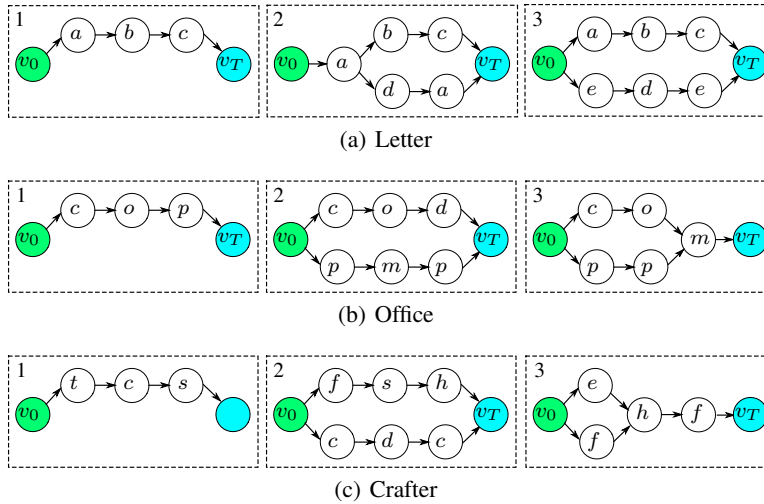 1 2 3
a b c b c a b c
v0 vT v0 a vT v0 vT
d a e d e
(a) Letter
1 2 3
c o p c o d c o
v0 vT v0 vT v0 m vT
p m p p p
(b) Office
1 2 3
t c s f s h e
v0 v0 vT v0 h f vT
c d c f
(c) Crafter